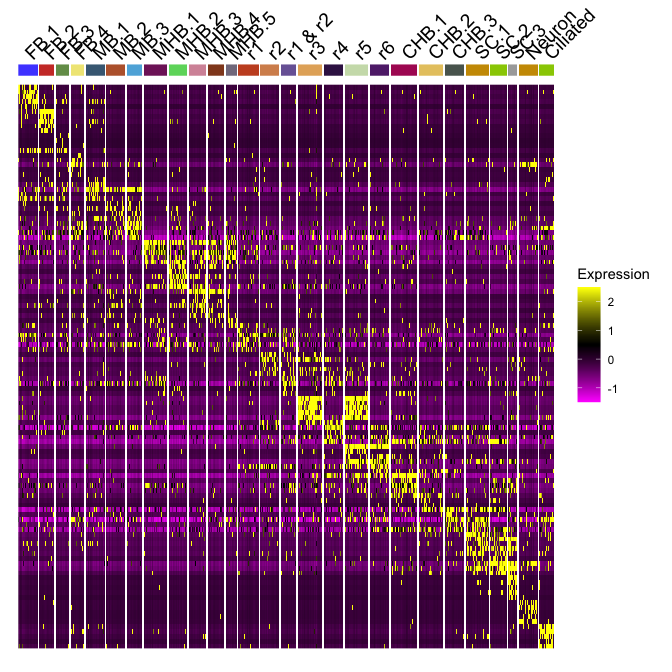 FB.1
FB.2
FB.3
FB.4
MB.1
MB.2
MB.3
MHB.1
MHB.2
MHB.3
MHB.4
MHB.5
r1
r2
r1 & r2
r3
r4
r5
r6
CHB.1
CHB.2
CHB.3
SC.1
SC.2
SC.3
Neuron
Ciliated
Expression
2
1
0
-1